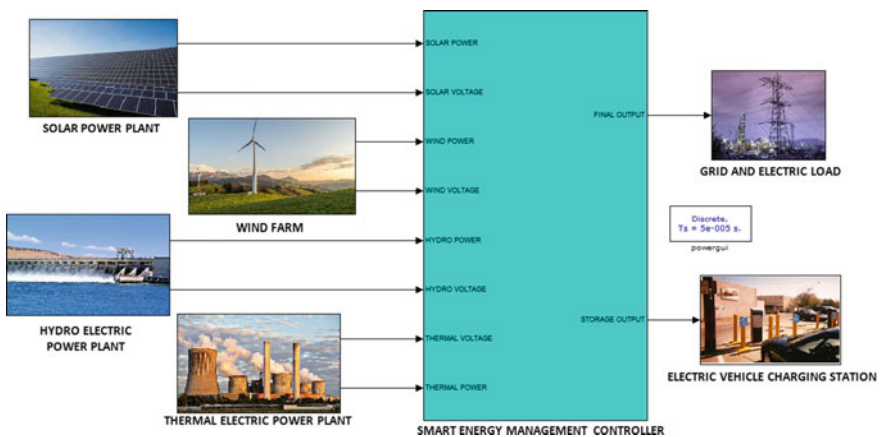 SOLAR POWER PLANT
WIND FARM
HYDRO ELECTRIC
POWER PLANT
THERMAL ELECTRIC POWER PLANT
SOLAR POWER
SOLAR VOLTAGE
WIND POWER
WIND VOLTAGE
HYDRO POWER
HYDRO VOLTAGE
THERMAL VOLTAGE
THERMAL POWER
FINAL OUTPUT
STORAGE OUTPUT
SMART ENERGY MANAGEMENT CONTROLLER
GRID AND ELECTRIC LOAD
Discrete,
Ts = 5e-005 s.
powergui
ELECTRIC VEHICLE CHARGING STATION